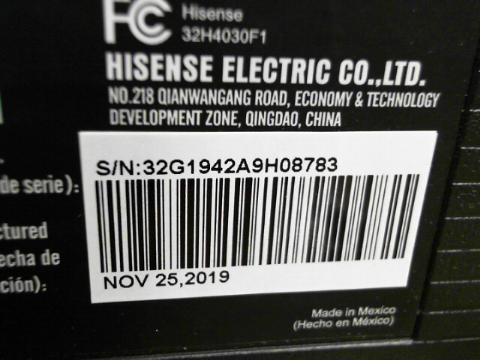 FC Hisense
32H4030F1
HISENSE ELECTRIC CO.,LTD.
NO.218 QIANWANGANG ROAD, ECONOMY & TECHNOLOGY
DEVELOPMENT ZONE, QINGDAO, CHINA
S/N:32G1942A9H08783
de serie):
ctured
echa de
ción):
NOV 25,2019
Made in Mexico
(Hecho en México)